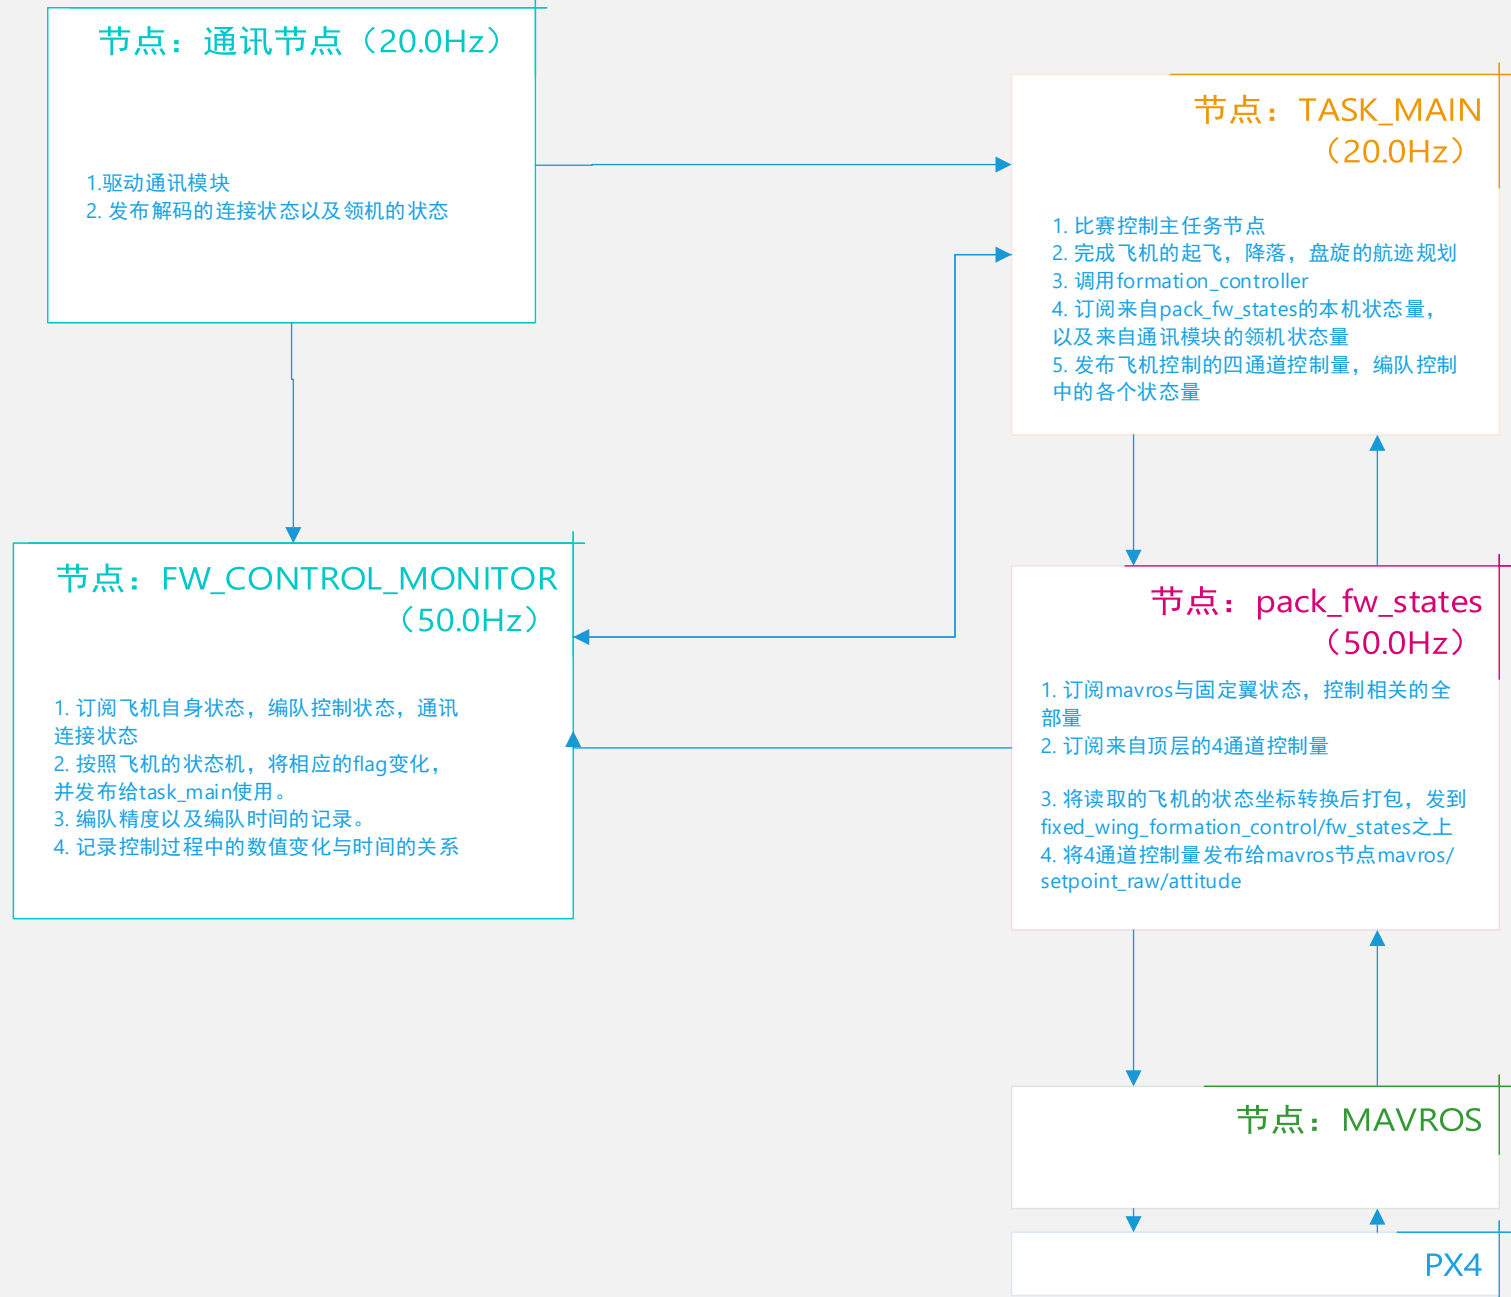 节点：通讯节点（20.0Hz）
1.驱动通讯模块
2. 发布解码的连接状态以及领机的状态
节点：TASK_MAIN
（20.0Hz）
1. 比赛控制主任务节点
2. 完成飞机的起飞，降落，盘旋的航迹规划
3. 调用formation_controller
4. 订阅来自pack_fw_states的本机状态量，
以及来自通讯模块的领机状态量
5. 发布飞机控制的四通道控制量，编队控制
中的各个状态量
节点：FW_CONTROL_MONITOR
（50.0Hz）
1. 订阅飞机自身状态，编队控制状态，通讯
连接状态
2. 按照飞机的状态机，将相应的flag变化，
并发布给task_main使用。
3. 编队精度以及编队时间的记录。
4. 记录控制过程中的数值变化与时间的关系
节点：pack_fw_states
（50.0Hz）
1. 订阅mavros与固定翼状态，控制相关的全
部量
2. 订阅来自顶层的4通道控制量
3. 将读取的飞机的状态坐标转换后打包，发到
fixed_wing_formation_control/fw_states之上
4. 将4通道控制量发布给mavros节点mavros/
setpoint_raw/attitude
节点：MAVROS
PX4